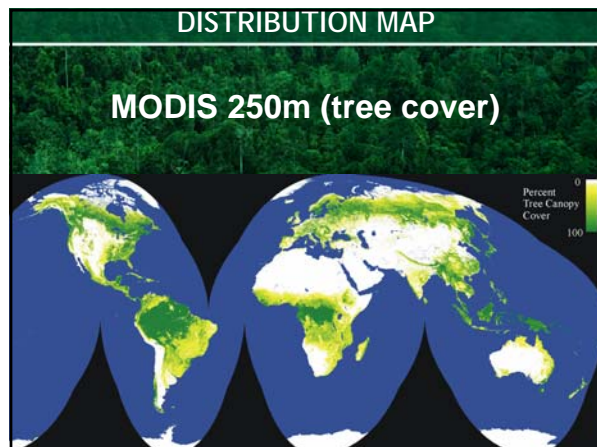 DISTRIBUTION MAP
MODIS 250m (tree cover)
0
Percent
Tree Canopy
Cover
100